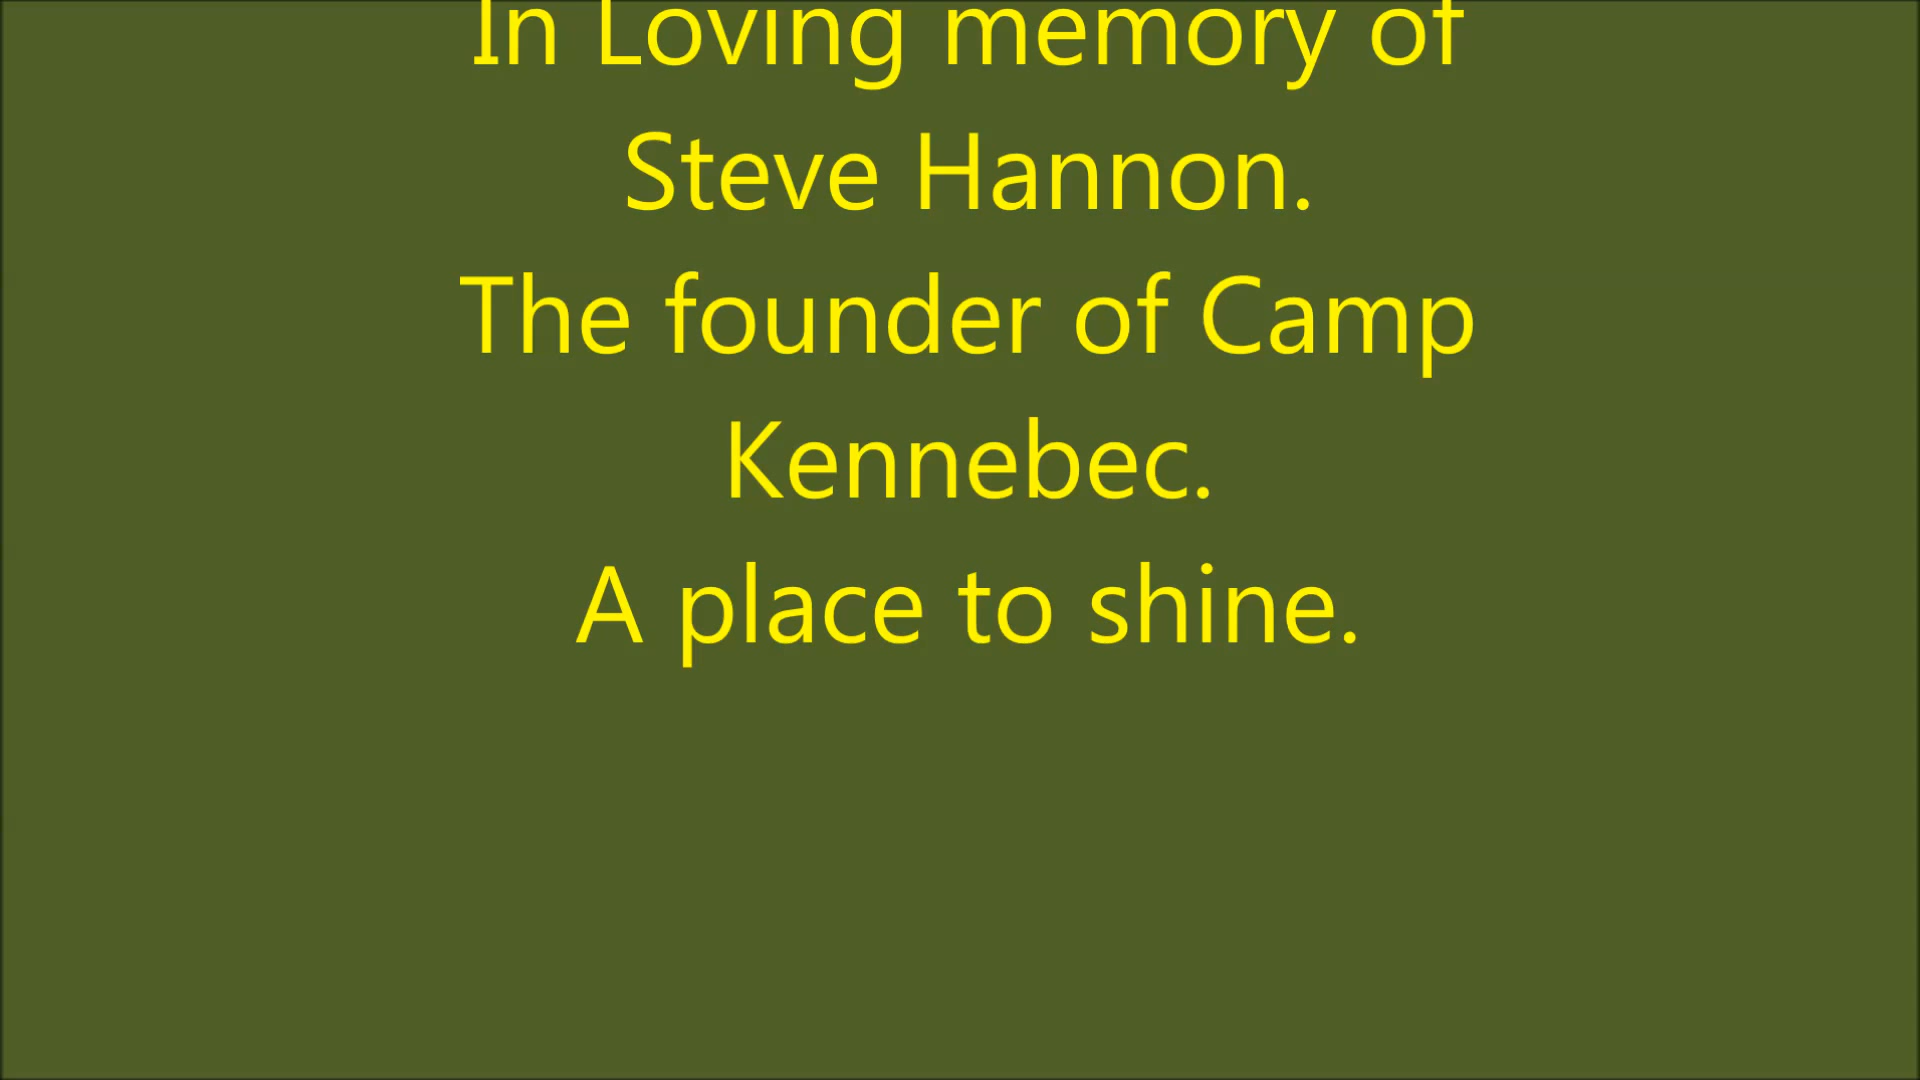 In Loving memory of
Steve Hannon.
The founder of Camp
Kennebec.
A place to shine.